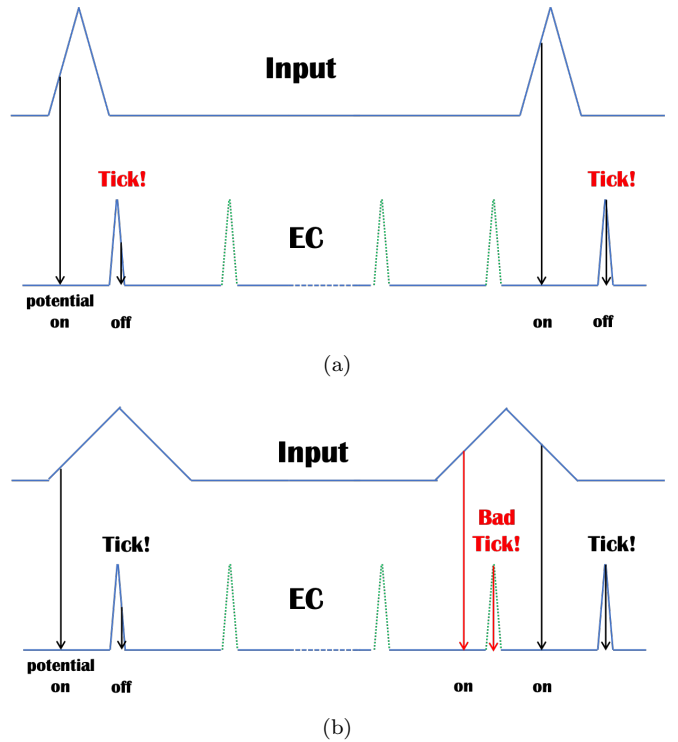 Input
Tick!
Tick!
EC
potential
on
off
on
off
(a)
Input
Bad
Tick!
Tick!
Tick!
EC
potential
on
off
on
on
(b)